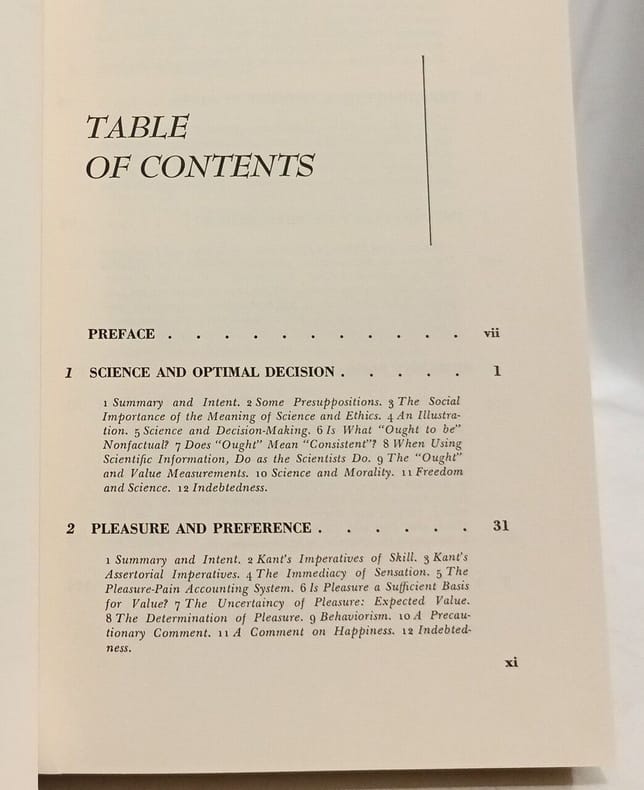 TABLE
OF CONTENTS
PREFACE . . . . . . . . . . . vii
1 SCIENCE AND OPTIMAL DECISION . . . . . 1
1 Summary and Intent. 2 Some Presuppositions. 3 The Social
Importance of the Meaning of Science and Ethics. 4 An Illustra-
tion. 5 Science and Decision-Making. 6 Is What "Ought to be"
Nonfactual? 7 Does "Ought" Mean "Consistent"? 8 When Using
Scientific Information, Do as the Scientists Do. 9 The "Ought"
and Value Measurements. 10 Science and Morality. 11 Freedom
and Science. 12 Indebtedness.
2 PLEASURE AND PREFERENCE . . . . . . 31
1 Summary and Intent. 2 Kant's Imperatives of Skill. 3 Kant's
Assertorial Imperatives. 4 The Immediacy of Sensation. 5 The
Pleasure-Pain Accounting System. 6 Is Pleasure a Sufficient Basis
for Value? 7 The Uncertaincy of Pleasure: Expected Value.
8 The Determination of Pleasure. 9 Behaviorism. 10 A Precau-
tionary Comment. 11 A Comment on Happiness. 12 Indebted-
ness.
xi